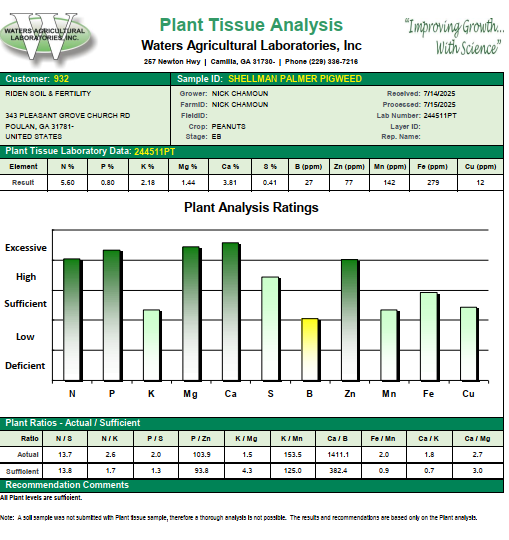 WATERS AGRICULTURAL
LABORATORIES, INC.
Plant Tissue Analysis
Waters Agricultural Laboratories, Inc
257 Newton Hwy | Camilla, GA 31730- | Phone (229) 336-7216
"Improving Growth...
With Science"
Customer: 932
Sample ID: SHELLMAN PALMER PIGWEED
RIDEN SOIL & FERTILITY
343 PLEASANT GROVE CHURCH RD
POULAN, GA 31781-
UNITED STATES
Grower: NICK CHAMOUN
FarmID: NICK CHAMOUN
FieldID:
Crop: PEANUTS
Stage: EB
Received: 7/14/2025
Processed: 7/15/2025
Lab Number: 244511PT
Layer ID:
Rep. Name:
Plant Tissue Laboratory Data: 244511PT
Element N % P % K % Mg % Ca % S % B (ppm) Zn (ppm) Mn (ppm) Fe (ppm) Cu (ppm)
Result 5.60 0.80 2.18 1.44 3.81 0.41 27 77 142 279 12
Plant Analysis Ratings
Excessive
High
Sufficient
Low
Deficient
N P K Mg Ca S B Zn Mn Fe Cu
Plant Ratios - Actual / Sufficient
Ratio N / S N / K P / S P / Zn K / Mg K / Mn Ca / B Fe / Mn Ca / K Ca / Mg
Actual 13.7 2.6 2.0 103.9 1.5 153.5 1411.1 2.0 1.8 2.7
Sufficient 13.8 1.7 1.3 93.8 4.3 125.0 382.4 0.9 0.7 3.0
Recommendation Comments
All Plant levels are sufficient.
Note: A soil sample was not submitted with Plant tissue sample, therefore a thorough analysis is not possible. The results and recommendations are based only on the Plant analysis.